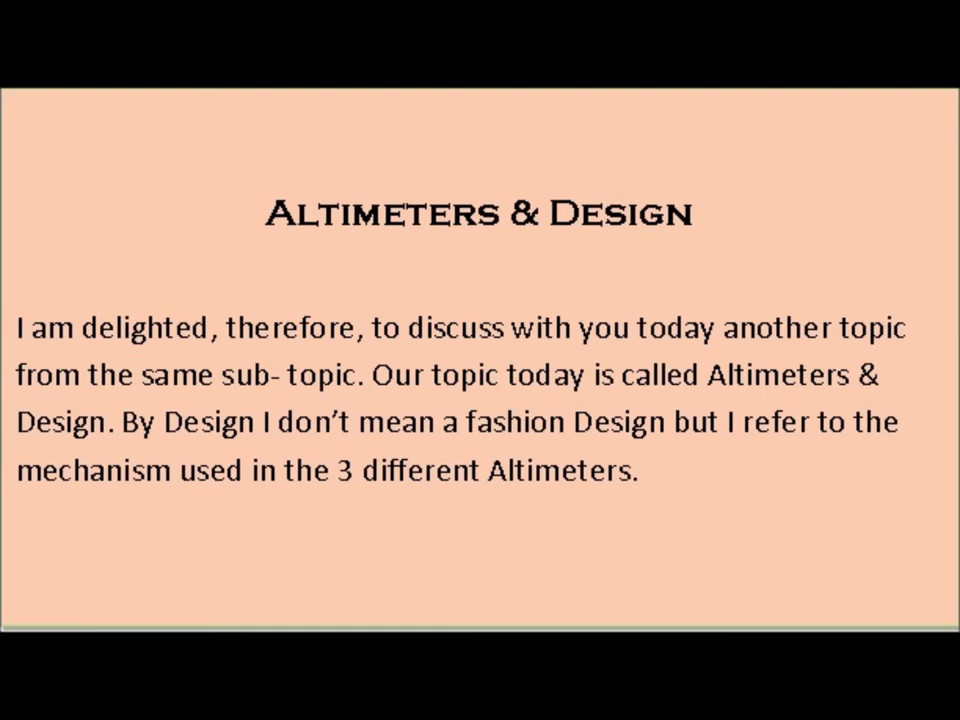 ALTIMETERS & DESIGN
I am delighted, therefore, to discuss with you today another topic
from the same sub- topic. Our topic today is called Altimeters &
Design. By Design I don’t mean a fashion Design but I refer to the
mechanism used in the 3 different Altimeters.